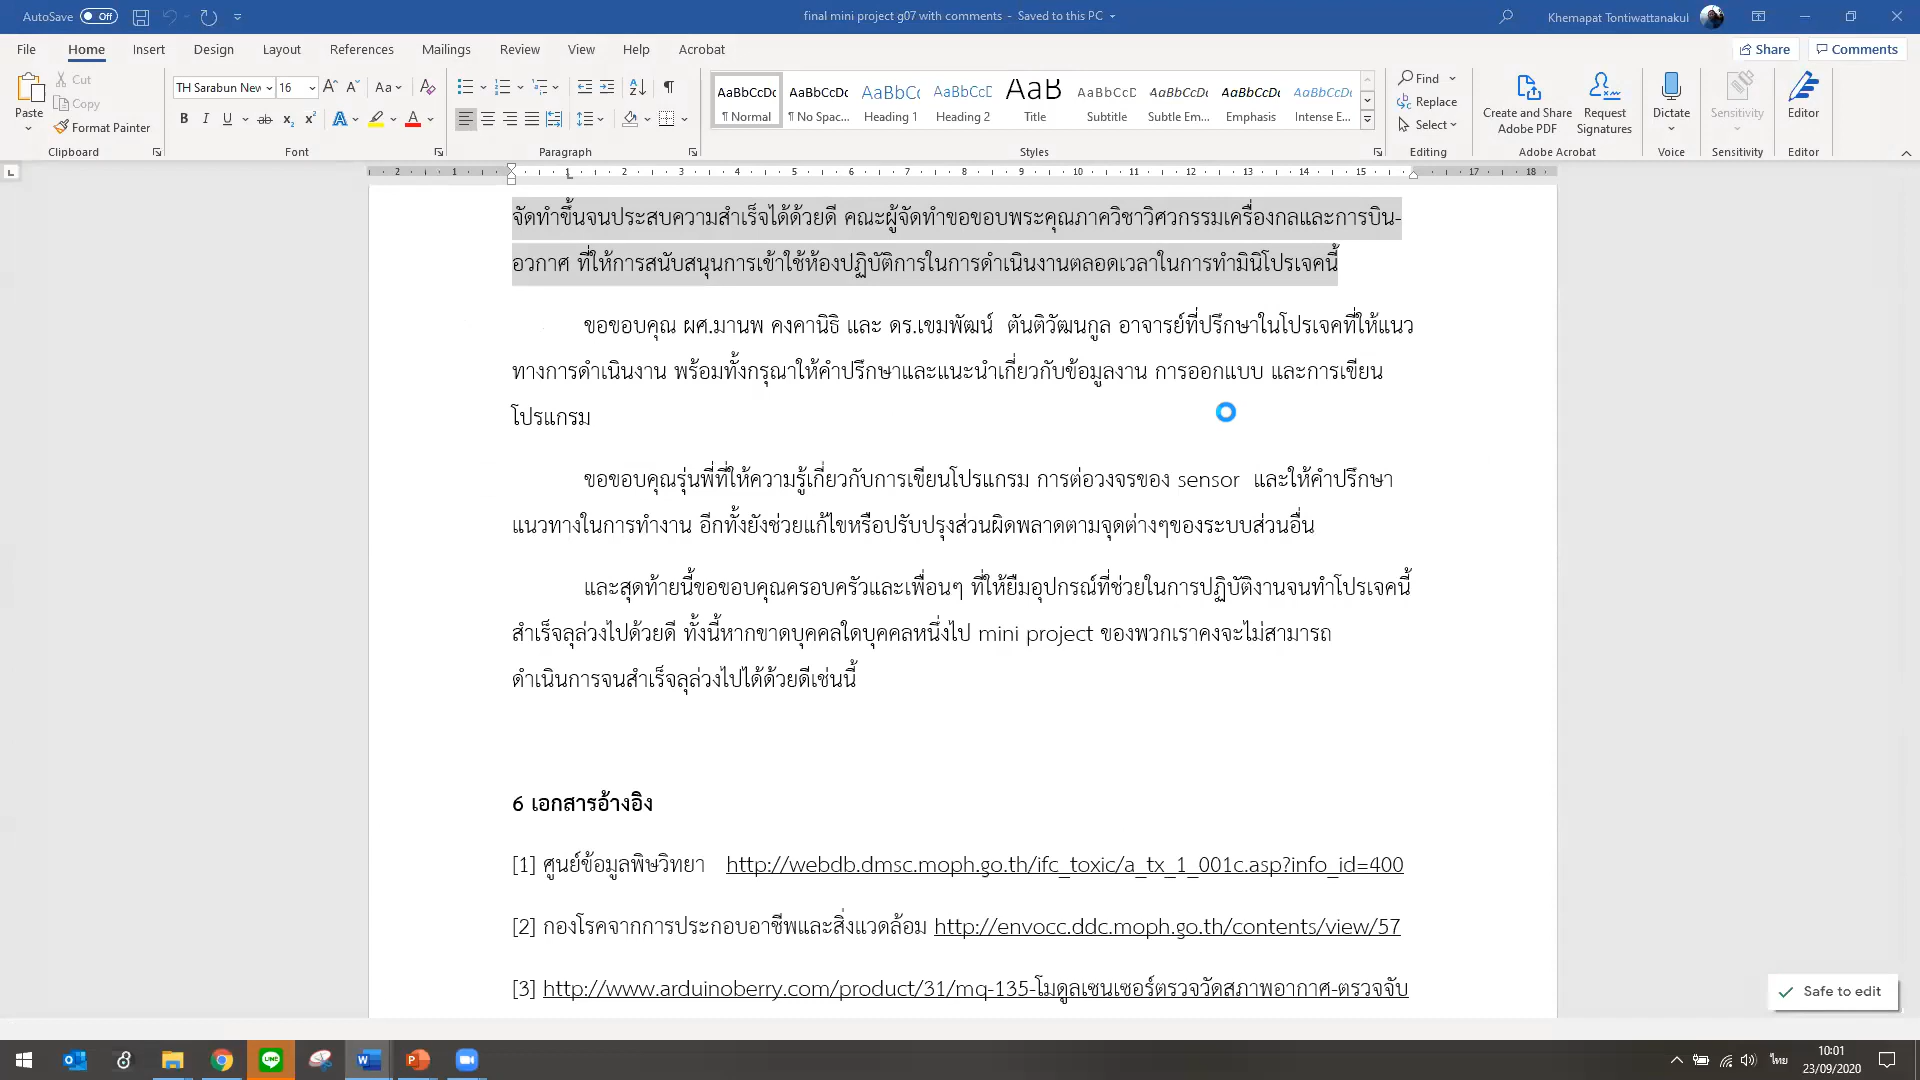 AutoSave Off final mini project g07 with comments - Saved to this PC Khemapat Tontiwattanakul
File Home Insert Design Layout References Mailings Review View Help Acrobat Share Comments
Paste Cut Copy Format Painter Clipboard
TH Sarabun New 16 Aa Font
Paragraph
AaBbCcDc ¶ Normal AaBbCcDc ¶ No Spac... AaBbCc Heading 1 AaBbCcD Heading 2 AaB Title AaBbCcD Subtitle AaBbCcDc Subtle Em... AaBbCcDc Emphasis AaBbCcDc Intense E... Styles
Find Replace Select Editing
Create and Share Adobe PDF Request Signatures Adobe Acrobat
Dictate Voice Sensitivity Sensitivity Editor Editor
2 1 1 2 3 4 5 6 7 8 9 10 11 12 13 14 15 17 18
จัดทำขึ้นจนประสบความสำเร็จได้ด้วยดี คณะผู้จัดทำขอขอบพระคุณภาควิชาวิศวกรรมเครื่องกลและการบิน-
อวกาศ ที่ให้การสนับสนุนการเข้าใช้ห้องปฏิบัติการในการดำเนินงานตลอดเวลาในการทำมินิโปรเจคนี้
ขอขอบคุณ ผศ.มานพ คงคานิธิ และ ดร.เขมพัฒน์ ตันติวัฒนกูล อาจารย์ที่ปรึกษาในโปรเจคที่ให้แนว
ทางการดำเนินงาน พร้อมทั้งกรุณาให้คำปรึกษาและแนะนำเกี่ยวกับข้อมูลงาน การออกแบบ และการเขียน
โปรแกรม
ขอขอบคุณรุ่นพี่ที่ให้ความรู้เกี่ยวกับการเขียนโปรแกรม การต่อวงจรของ sensor และให้คำปรึกษา
แนวทางในการทำงาน อีกทั้งยังช่วยแก้ไขหรือปรับปรุงส่วนผิดพลาดตามจุดต่างๆของระบบส่วนอื่น
และสุดท้ายนี้ขอขอบคุณครอบครัวและเพื่อนๆ ที่ให้ยืมอุปกรณ์ที่ช่วยในการปฏิบัติงานจนทำโปรเจคนี้
สำเร็จลุล่วงไปด้วยดี ทั้งนี้หากขาดบุคคลใดบุคคลหนึ่งไป mini project ของพวกเราคงจะไม่สามารถ
ดำเนินการจนสำเร็จลุล่วงไปได้ด้วยดีเช่นนี้
6 เอกสารอ้างอิง
[1] ศูนย์ข้อมูลพิษวิทยา http://webdb.dmsc.moph.go.th/ifc_toxic/a_tx_1_001c.asp?info_id=400
[2] กองโรคจากการประกอบอาชีพและสิ่งแวดล้อม http://envocc.ddc.moph.go.th/contents/view/57
[3] http://www.arduinoberry.com/product/31/mq-135-โมดูลเซนเซอร์ตรวจวัดสภาพอากาศ-ตรวจจับ
Safe to edit
ไทย 10:01
23/09/2020